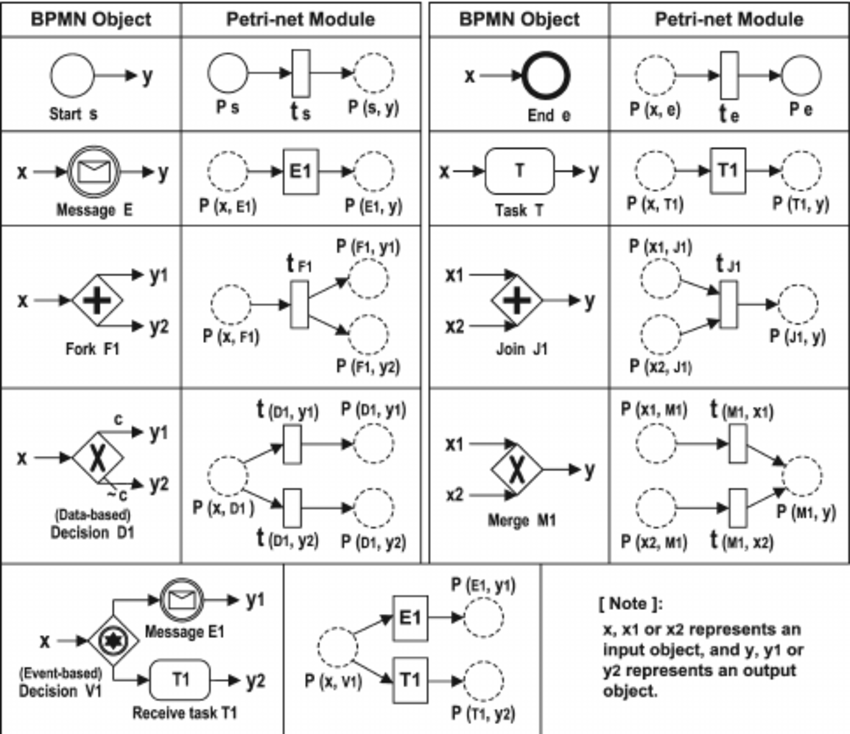 BPMN Object Petri-net Module BPMN Object Petri-net Module
y
Start s
P s
t s
P (s, y)
x
End e
P (x, e)
t e
P e
x y
Message E
E1
P (x, E1) P (E1, y)
x T y
Task T
T1
P (x, T1) P (T1, y)
x
y1
y2
Fork F1
P (x, F1)
t F1
P (F1, y1)
P (F1, y2)
x1
x2
y
Join J1
P (x1, J1)
P (x2, J1)
t J1
P (J1, y)
x
c
y1
X
~c
y2
(Data-based)
Decision D1
P (x, D1 )
t (D1, y1) P (D1, y1)
t (D1, y2) P (D1, y2)
x1
x2
X
y
Merge M1
P (x1, M1) t (M1, x1)
P (M1, y)
P (x2, M1) t (M1, x2)
x
y1
Message E1
(Event-based)
Decision V1
T1 y2
Receive task T1
P (x, V1)
E1
P (E1, y1)
T1
P (T1, y2)
[ Note ]:
x, x1 or x2 represents an
input object, and y, y1 or
y2 represents an output
object.